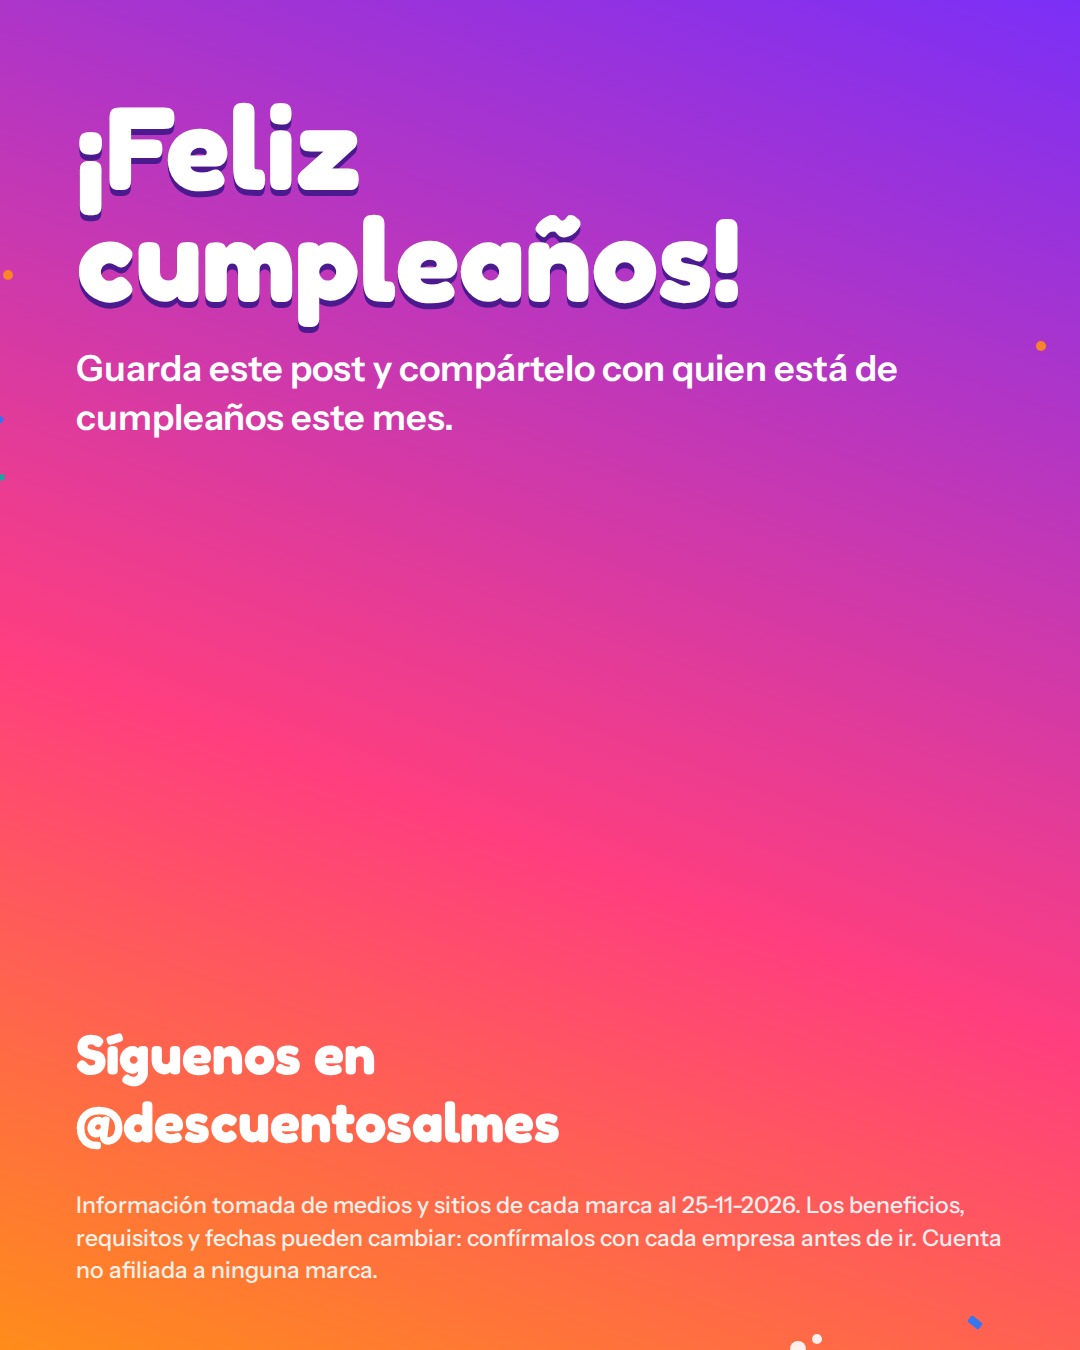 ¡Feliz
cumpleaños!
Guarda este post y compártelo con quien está de
cumpleaños este mes.
Síguenos en
@descuentosalmes
Información tomada de medios y sitios de cada marca al 25-11-2026. Los beneficios,
requisitos y fechas pueden cambiar: confírmalos con cada empresa antes de ir. Cuenta
no afiliada a ninguna marca.